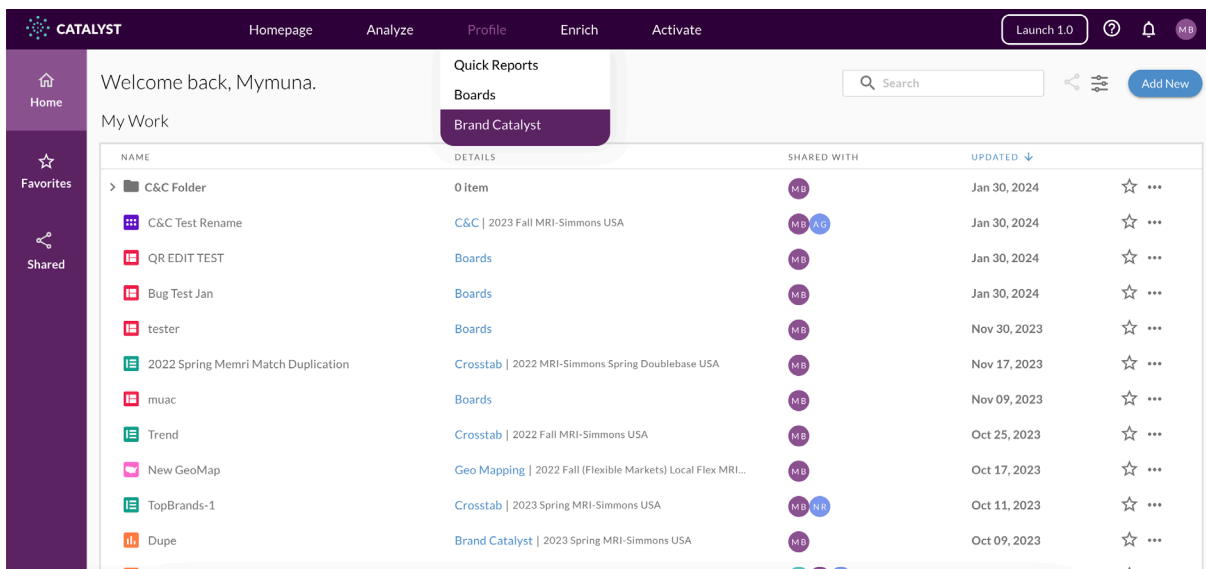 CATALYST Homepage Analyze Profile Enrich Activate Launch 1.0 MB
Quick Reports
Boards
Brand Catalyst
Home
Favorites
Shared
Welcome back, Mymuna.
Search
Add New
My Work
NAME DETAILS SHARED WITH UPDATED
C&C Folder 0 item MB Jan 30, 2024
C&C Test Rename C&C | 2023 Fall MRI-Simmons USA MB AG Jan 30, 2024
QR EDIT TEST Boards MB Jan 30, 2024
Bug Test Jan Boards MB Jan 30, 2024
tester Boards MB Nov 30, 2023
2022 Spring Memri Match Duplication Crosstab | 2022 MRI-Simmons Spring Doublebase USA MB Nov 17, 2023
muac Boards MB Nov 09, 2023
Trend Crosstab | 2022 Fall MRI-Simmons USA MB Oct 25, 2023
New GeoMap Geo Mapping | 2022 Fall (Flexible Markets) Local Flex MRI... MB Oct 17, 2023
TopBrands-1 Crosstab | 2023 Spring MRI-Simmons USA MB NR Oct 11, 2023
Dupe Brand Catalyst | 2023 Spring MRI-Simmons USA MB Oct 09, 2023